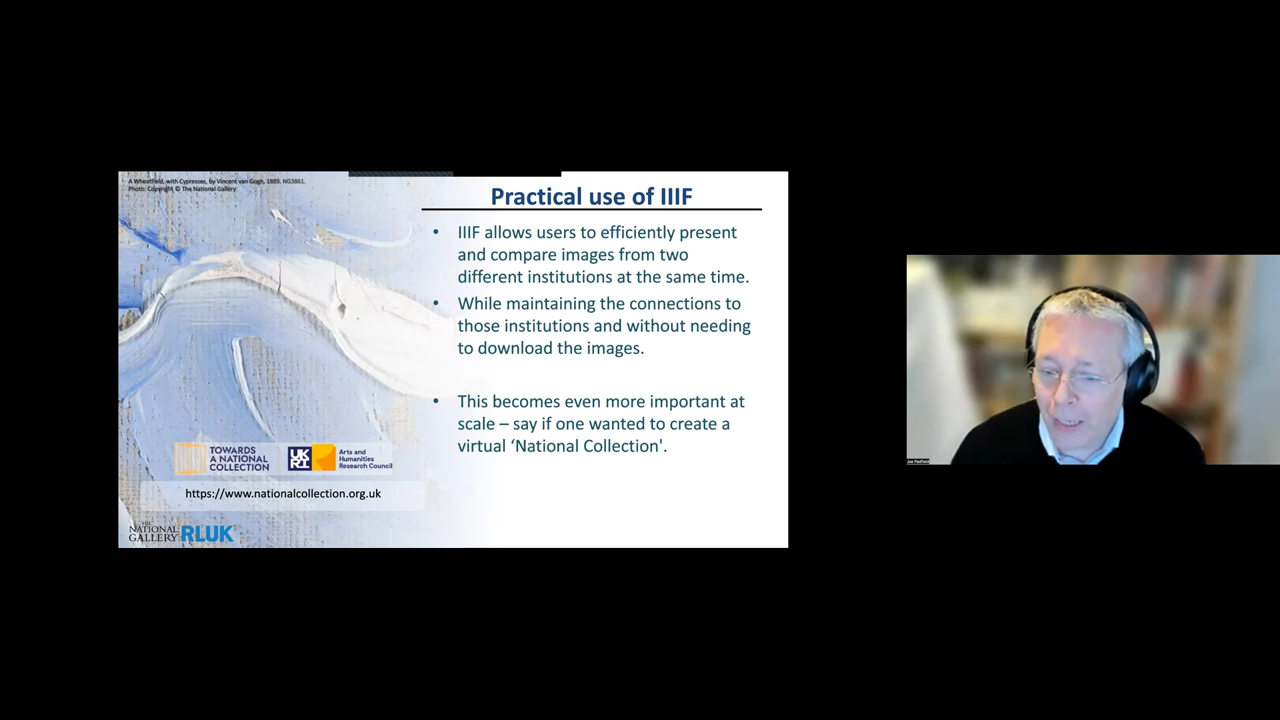 A Wheatfield, with Cypresses, by Vincent van Gogh, 1889. NG3861.
Photo: Copyright © The National Gallery
Practical use of IIIF
• IIIF allows users to efficiently present
and compare images from two
different institutions at the same time.
• While maintaining the connections to
those institutions and without needing
to download the images.
• This becomes even more important at
scale – say if one wanted to create a
virtual ‘National Collection'.
TOWARDS
A NATIONAL
COLLECTION
UK
RI
Arts and
Humanities
Research Council
https://www.nationalcollection.org.uk
THE
NATIONAL
GALLERY
RLUK
Joe Padfield